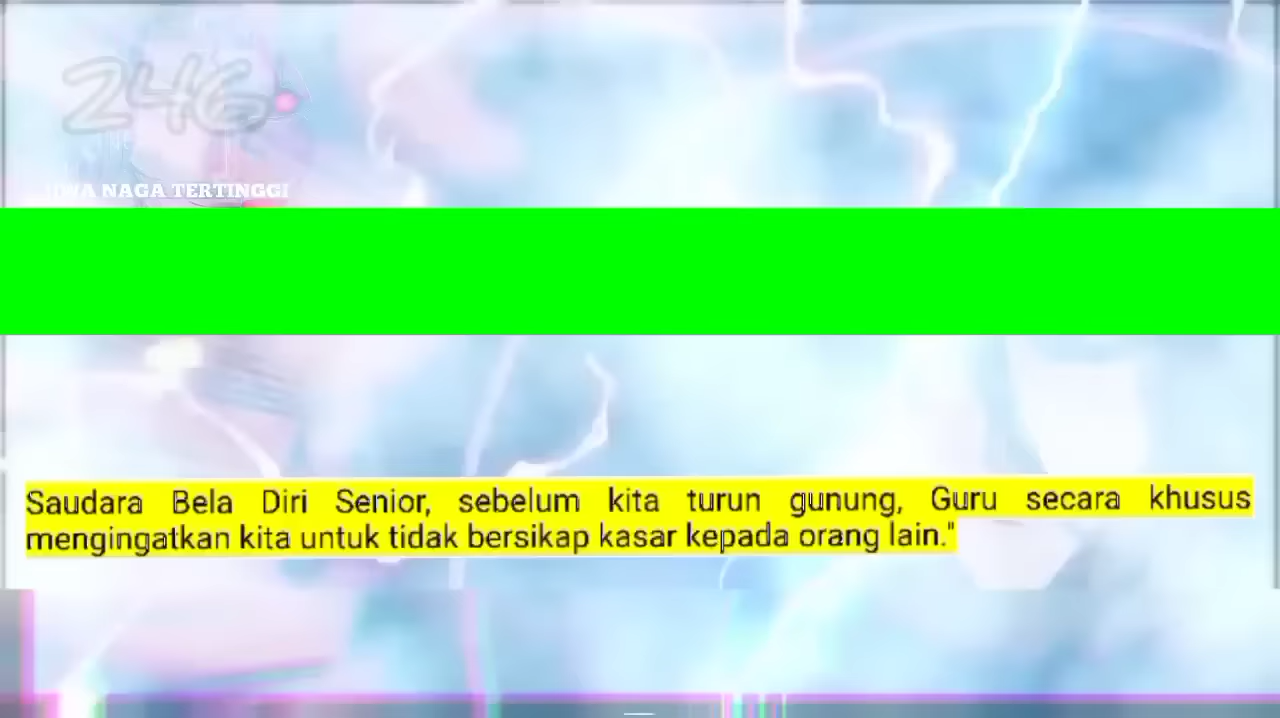 246
NAGA TERTINGGI
Saudara Bela Diri Senior, sebelum kita turun gunung, Guru secara khusus
mengingatkan kita untuk tidak bersikap kasar kepada orang lain."